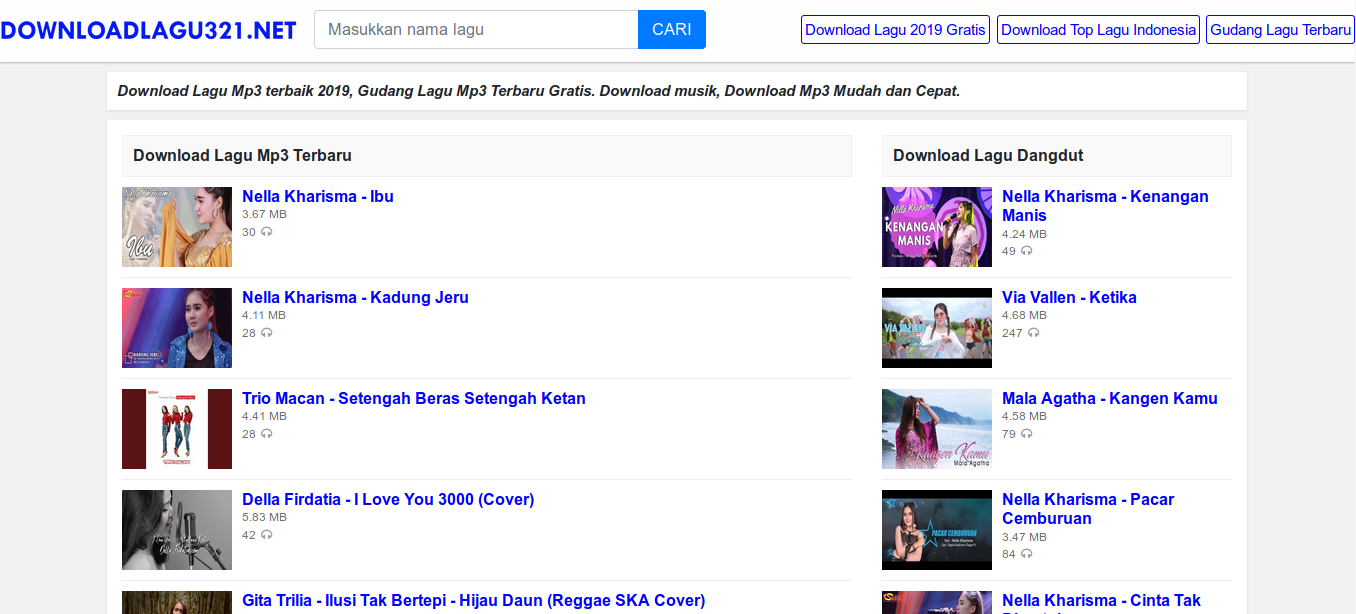 DOWNLOADLAGU321.NET
Masukkan nama lagu
CARI
Download Lagu 2019 Gratis
Download Top Lagu Indonesia
Gudang Lagu Terbaru
Download Lagu Mp3 terbaik 2019, Gudang Lagu Mp3 Terbaru Gratis. Download musik, Download Mp3 Mudah dan Cepat.
Download Lagu Mp3 Terbaru
Nella Kharisma
Ibu
Nella Kharisma - Ibu
3.67 MB
30
KADUNG JERU
Nella Kharisma - Kadung Jeru
4.11 MB
28
Trio Macan - Setengah Beras Setengah Ketan
4.41 MB
28
Della Firdatia - I Love You 3000 (Cover)
5.83 MB
42
Gita Trilia - Ilusi Tak Bertepi - Hijau Daun (Reggae SKA Cover)
Download Lagu Dangdut
Nella Kharisma
KENANGAN
MANIS
Nella Kharisma - Kenangan
Manis
4.24 MB
49
VIA VALLEN
Via Vallen - Ketika
4.68 MB
247
Kangen Kamu
Mala Agatha
Mala Agatha - Kangen Kamu
4.58 MB
79
PACAR CEMBURUAN
Nella Kharisma - Pacar
Cemburuan
3.47 MB
84
Nella Kharisma - Cinta Tak